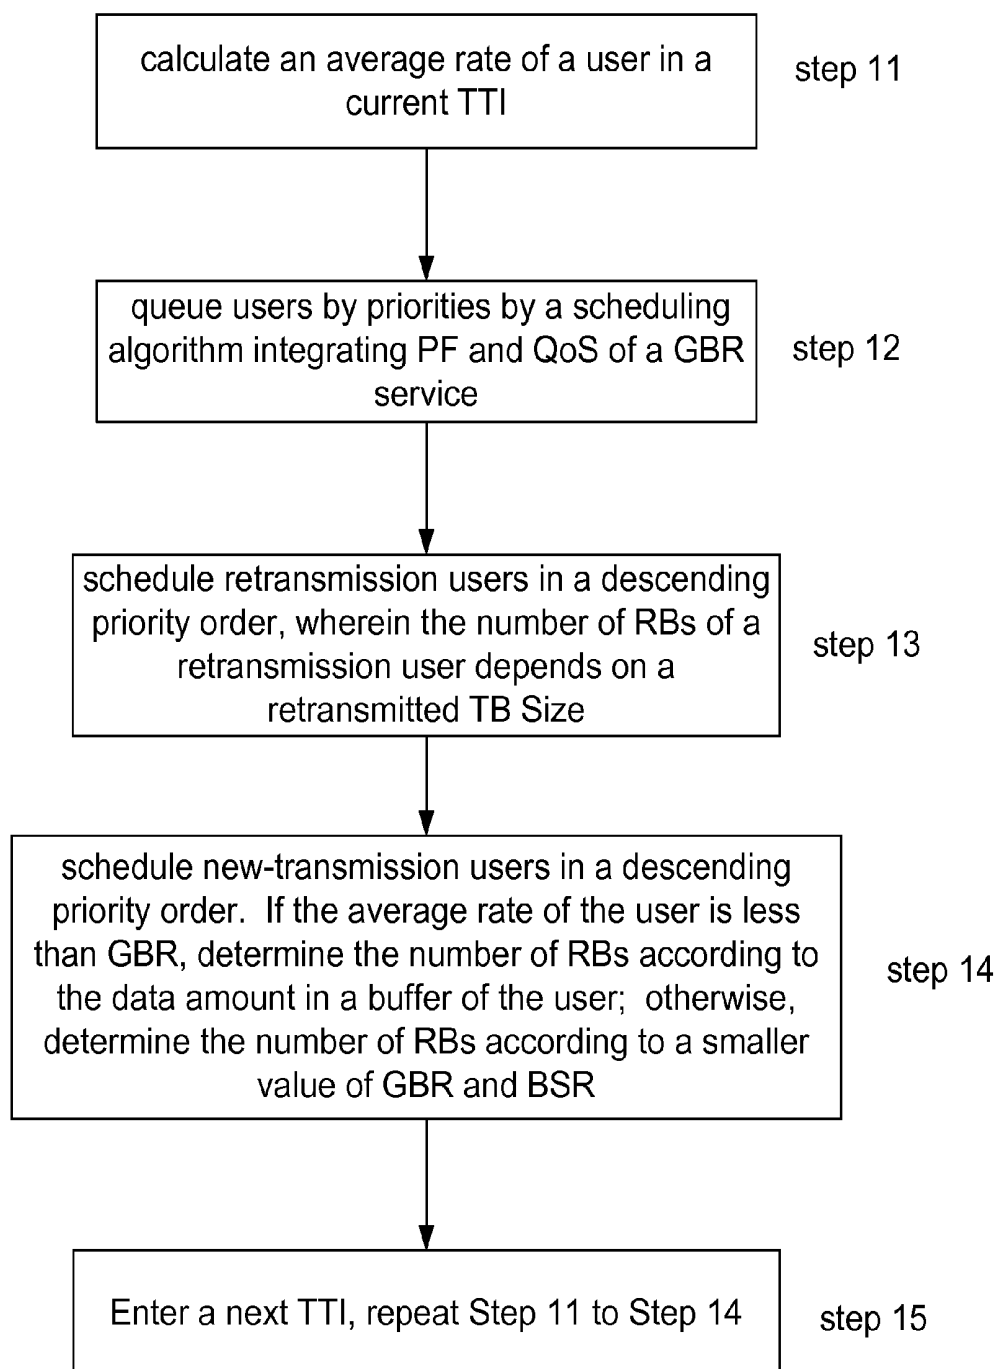 calculate an average rate of a user in a
current TTI
step 11
queue users by priorities by a scheduling
algorithm integrating PF and QoS of a GBR
service
step 12
schedule retransmission users in a descending
priority order, wherein the number of RBs of a
retransmission user depends on a
retransmitted TB Size
step 13
schedule new-transmission users in a descending
priority order. If the average rate of the user is less
than GBR, determine the number of RBs according to
the data amount in a buffer of the user; otherwise,
determine the number of RBs according to a smaller
value of GBR and BSR
step 14
Enter a next TTI, repeat Step 11 to Step 14
step 15